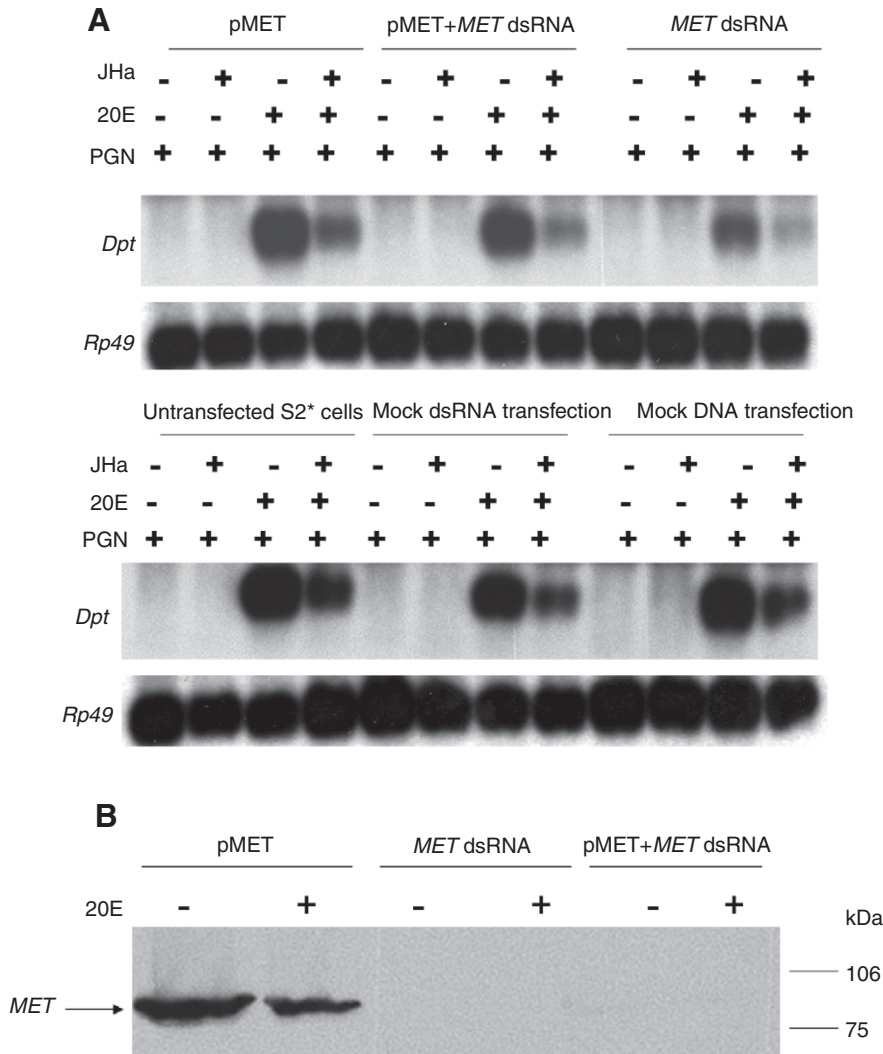 A
pMET pMET+MET dsRNA MET dsRNA
JHa - + - + - + - + - + - +
20E - - + + - - + + - - + +
PGN + + + + + + + + + + + +
Dpt
Rp49
Untransfected S2* cells Mock dsRNA transfection Mock DNA transfection
JHa - + - + - + - + - + - +
20E - - + + - - + + - - + +
PGN + + + + + + + + + + + +
Dpt
Rp49
B
pMET MET dsRNA pMET+MET dsRNA
20E - + - + - +
kDa
106
MET
75